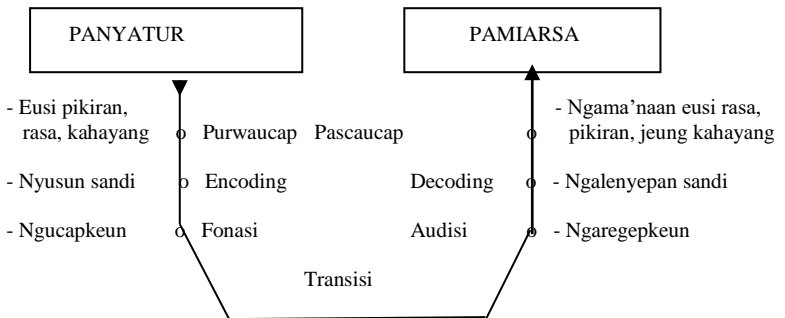 PANYATUR PAMIARSA
- Eusi pikiran, - Ngama’naan eusi rasa,
rasa, kahayang o Purwaucap Pascaucap o pikiran, jeung kahayang
- Nyusun sandi o Encoding Decoding o - Ngalenyepan sandi
- Ngucapkeun o Fonasi Audisi o - Ngaregepkeun
Transisi